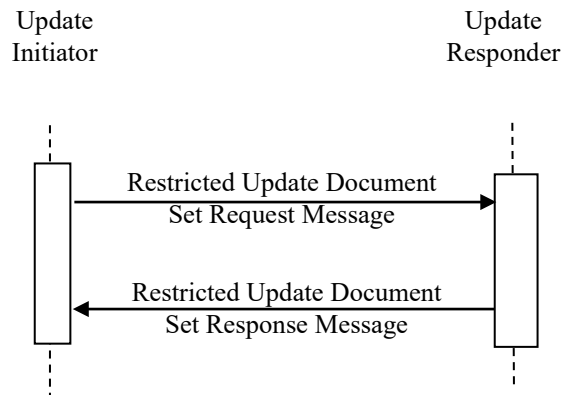 Update
Initiator
Update
Responder
Restricted Update Document
Set Request Message
Restricted Update Document
Set Response Message